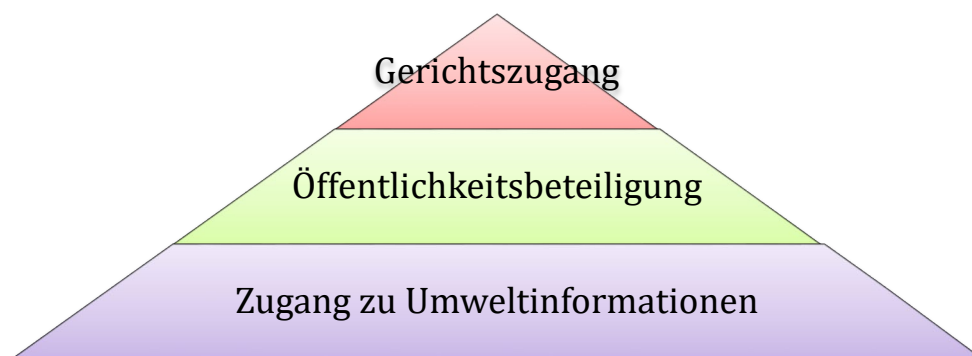 Gerichtszugang
Öffentlichkeitsbeteiligung
Zugang zu Umweltinformationen